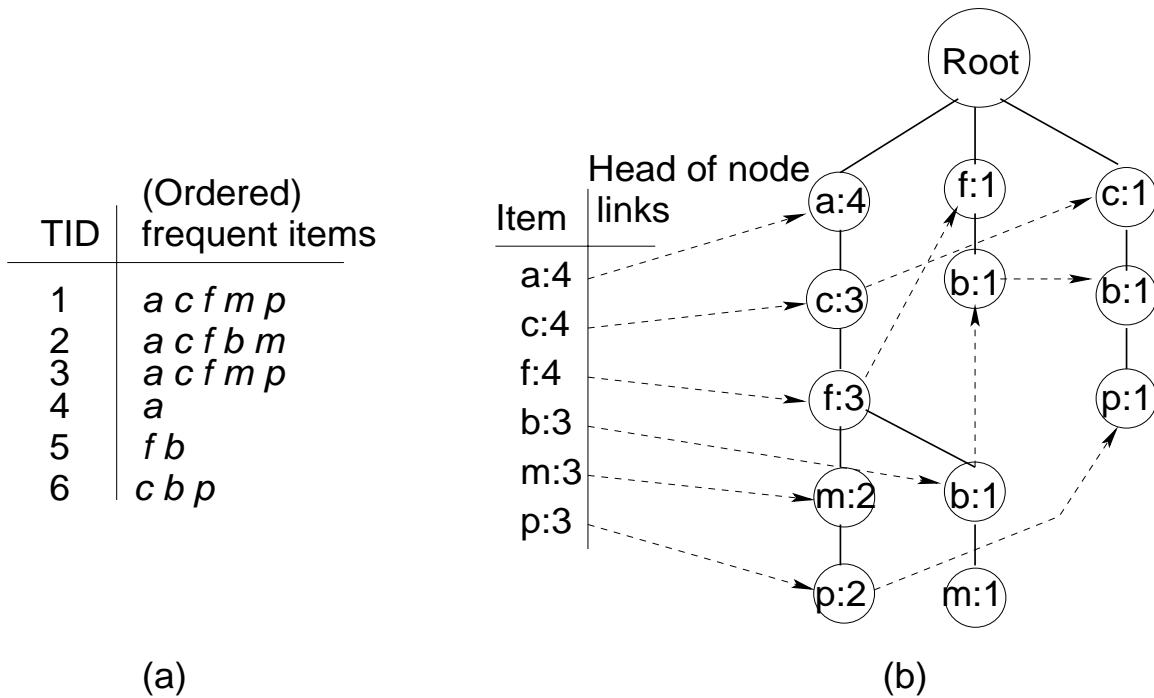 (Ordered)
TID frequent items
1 a c f m p
2 a c f b m
3 a c f m p
4 a
5 f b
6 c b p
(a)
Head of node
Item links
a:4
c:4
f:4
b:3
m:3
p:3
Root
a:4 f:1 c:1
c:3 b:1 b:1
f:3 p:1
m:2 b:1
p:2 m:1
(b)